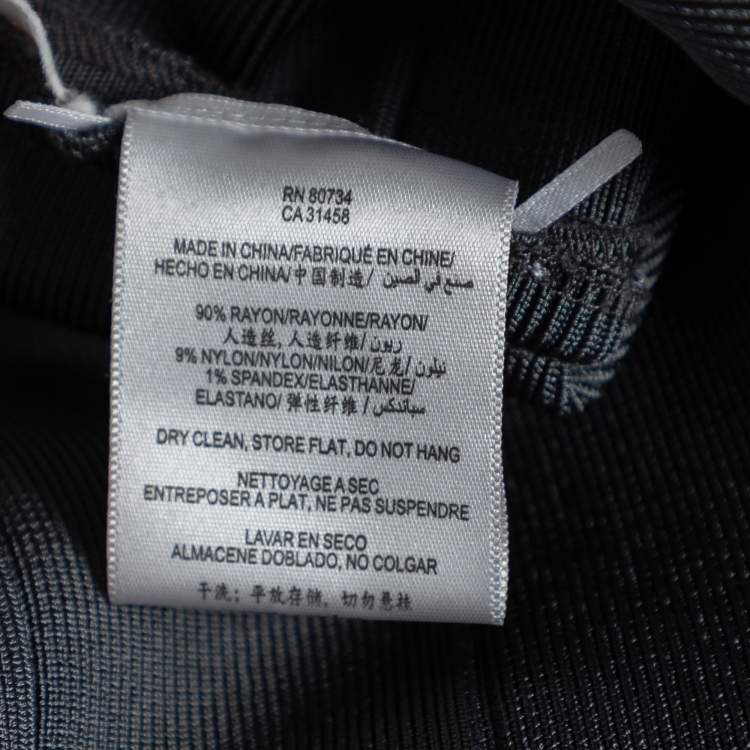 RN 80734
CA 31458
MADE IN CHINA/FABRIQUÉ EN CHINE/
HECHO EN CHINA/中国制造/ صنع في الصين
90% RAYON/RAYONNE/RAYON/
人造丝, 人造纤维/ ريون/
9% NYLON/NYLON/NILON/尼龙/ نيلون/
1% SPANDEX/ELASTHANNE/
ELASTANO/ 弹性纤维 / سباندكس
DRY CLEAN, STORE FLAT, DO NOT HANG
NETTOYAGE A SEC
ENTREPOSER A PLAT, NE PAS SUSPENDRE
LAVAR EN SECO
ALMACENE DOBLADO, NO COLGAR
干洗; 平放存储, 切勿悬挂